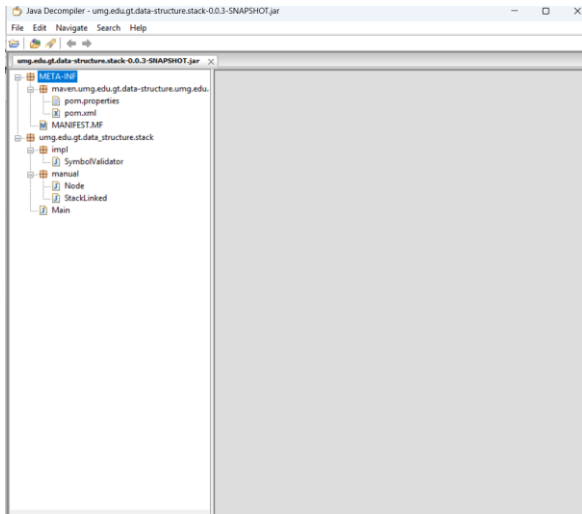 Java Decompiler - umg.edu.gt.data-structure.stack-0.0.3-SNAPSHOT.jar
File Edit Navigate Search Help
umg.edu.gt.data-structure.stack-0.0.3-SNAPSHOT.jar
META-INF
maven.umg.edu.gt.data-structure.umg.edu.
pom.properties
pom.xml
MANIFEST.MF
umg.edu.gt.data_structure.stack
impl
SymbolValidator
manual
Node
StackLinked
Main